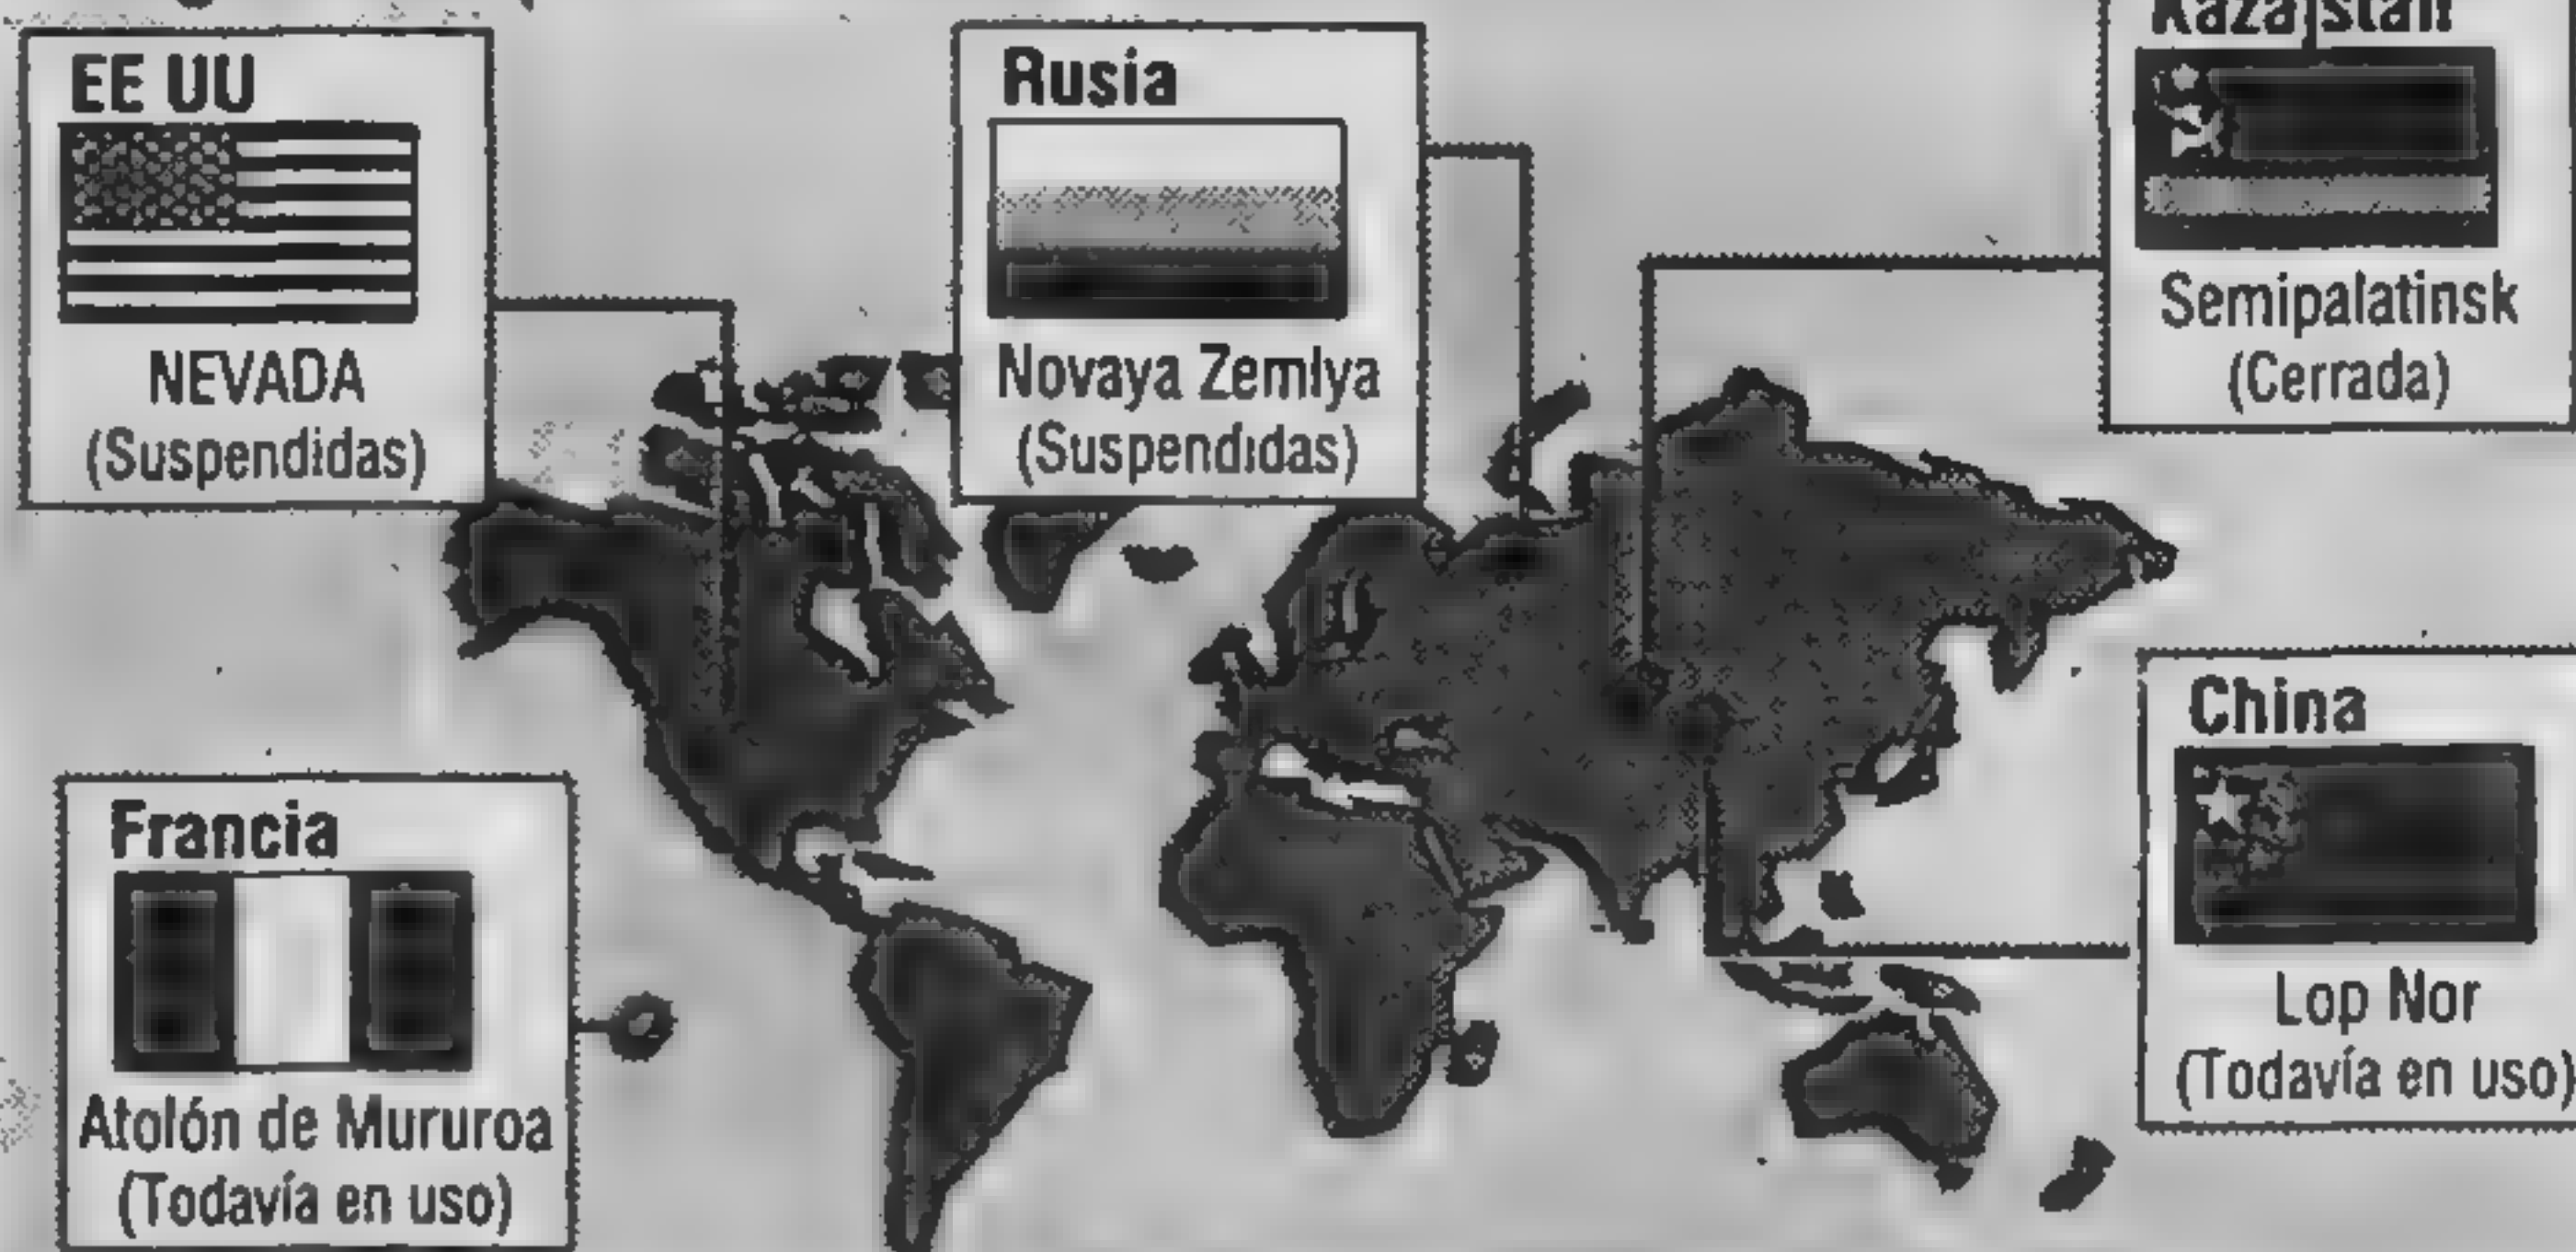 EE UU
NEVADA
(Suspendidas)
Rusia
Novaya Zemlya
(Suspendidas)
Kazajstan
Semipalatinsk
(Cerrada)
Francia
Atolón de Mururoa
(Todavía en uso)
China
Lop Nor
(Todavía en uso)